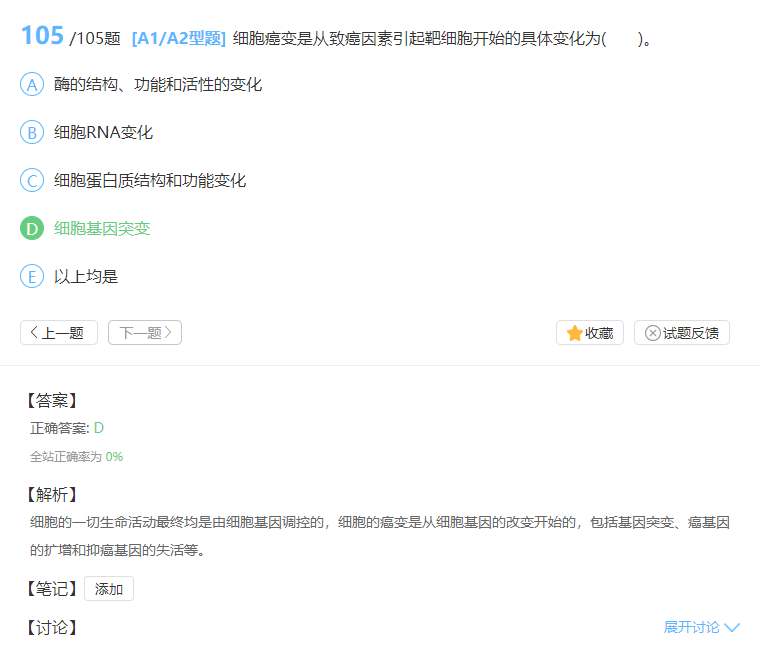 105 /105题 [A1/A2型题] 细胞癌变是从致癌因素引起靶细胞开始的具体变化为( )。
A 酶的结构、功能和活性的变化
B 细胞RNA变化
C 细胞蛋白质结构和功能变化
D 细胞基因突变
E 以上均是
上一题 下一题 收藏 试题反馈
【答案】
正确答案: D
全站正确率为 0%
【解析】
细胞的一切生命活动最终均是由细胞基因调控的，细胞的癌变是从细胞基因的改变开始的，包括基因突变、癌基因
的扩增和抑癌基因的失活等。
【笔记】 添加
【讨论】 展开讨论